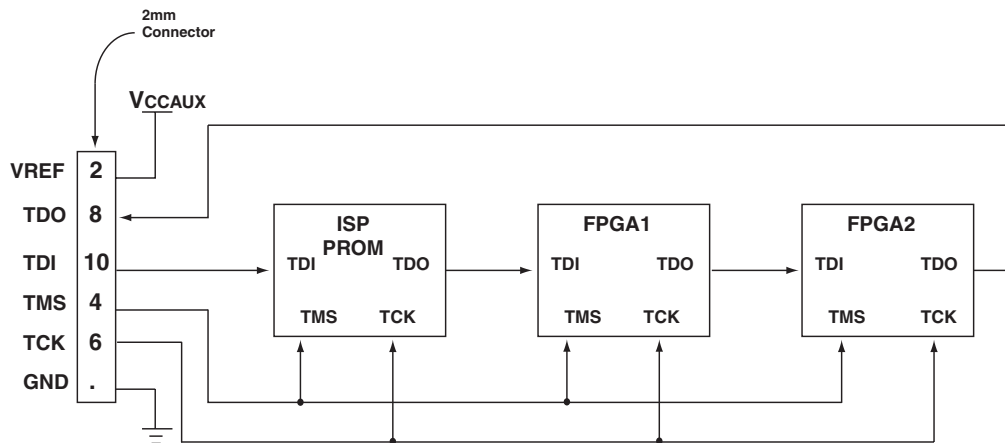 2mm
Connector
VCCAUX
VREF 2
TDO 8
TDI 10
TMS 4
TCK 6
GND .
ISP
PROM
TDI TDO
TMS TCK
FPGA1
TDI TDO
TMS TCK
FPGA2
TDI TDO
TMS TCK